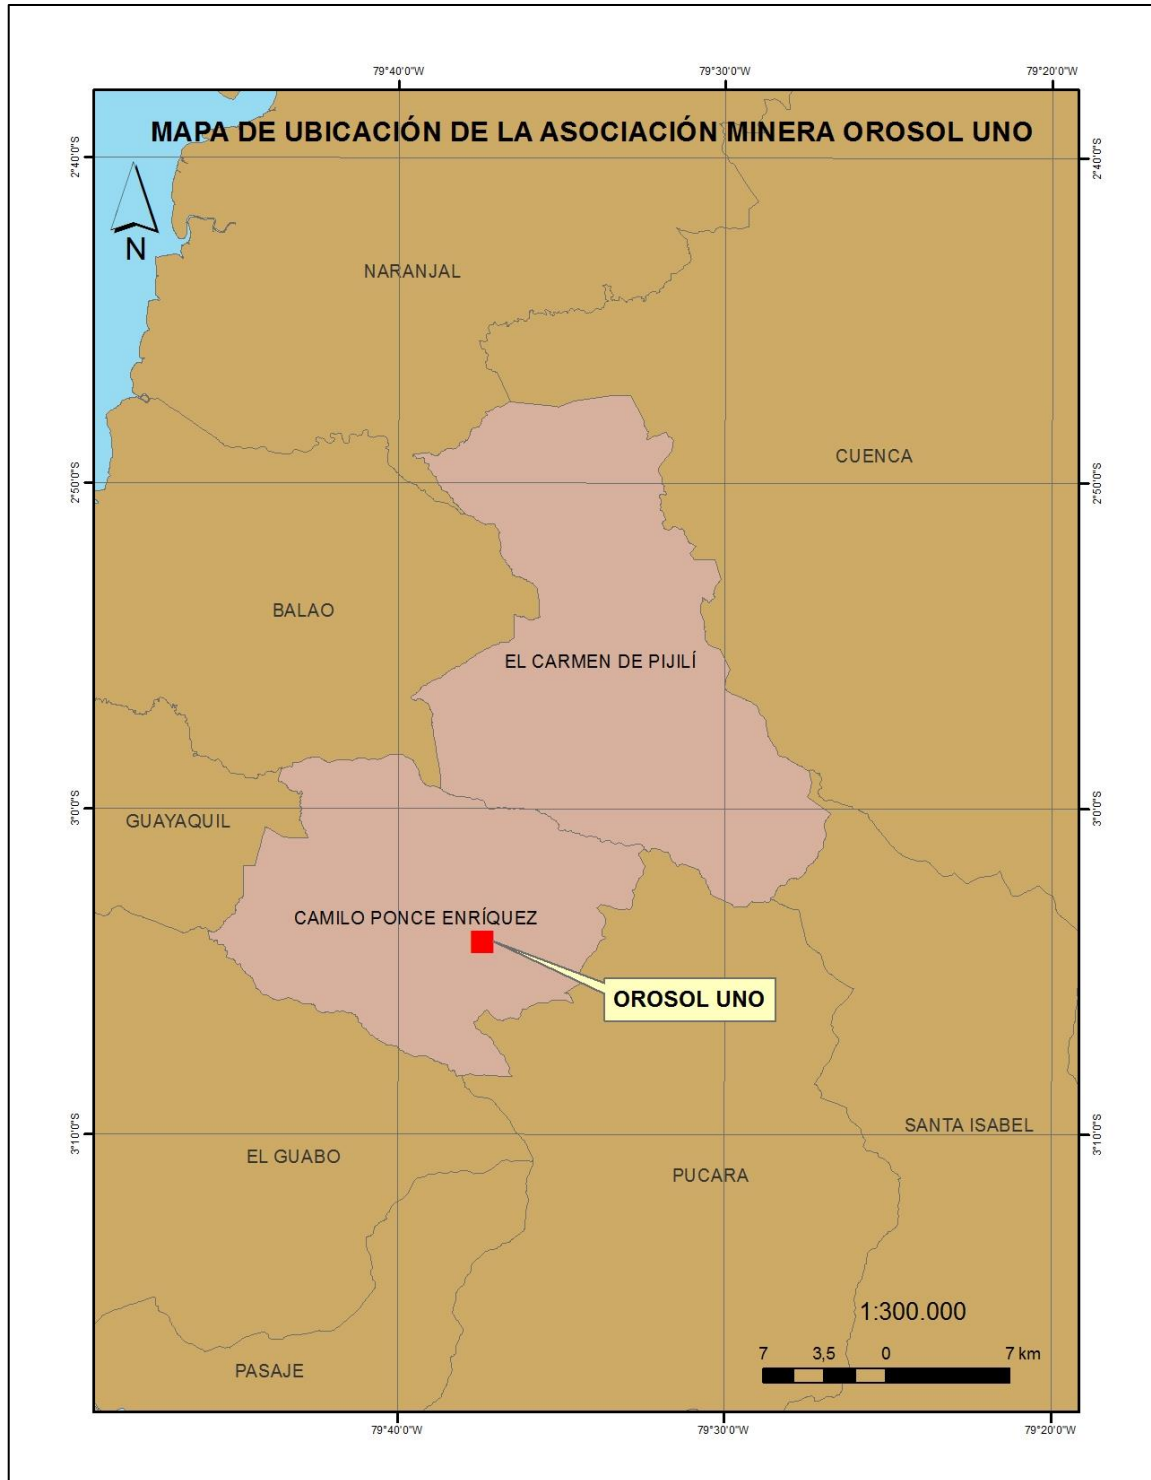 79°40'0"W
79°30'0"W
79°20'0"W
MAPA DE UBICACIÓN DE LA ASOCIACIÓN MINERA OROSOL UNO
2°40'0"S
2°40'0"S
N
NARANJAL
CUENCA
2°50'0"S
2°50'0"S
BALAO
EL CARMEN DE PIJILÍ
3°0'0"S
3°0'0"S
GUAYAQUIL
CAMILO PONCE ENRÍQUEZ
OROSOL UNO
SANTA ISABEL
3°10'0"S
3°10'0"S
EL GUABO
PUCARA
1:300.000
7 3,5 0 7 km
PASAJE
79°40'0"W
79°30'0"W
79°20'0"W